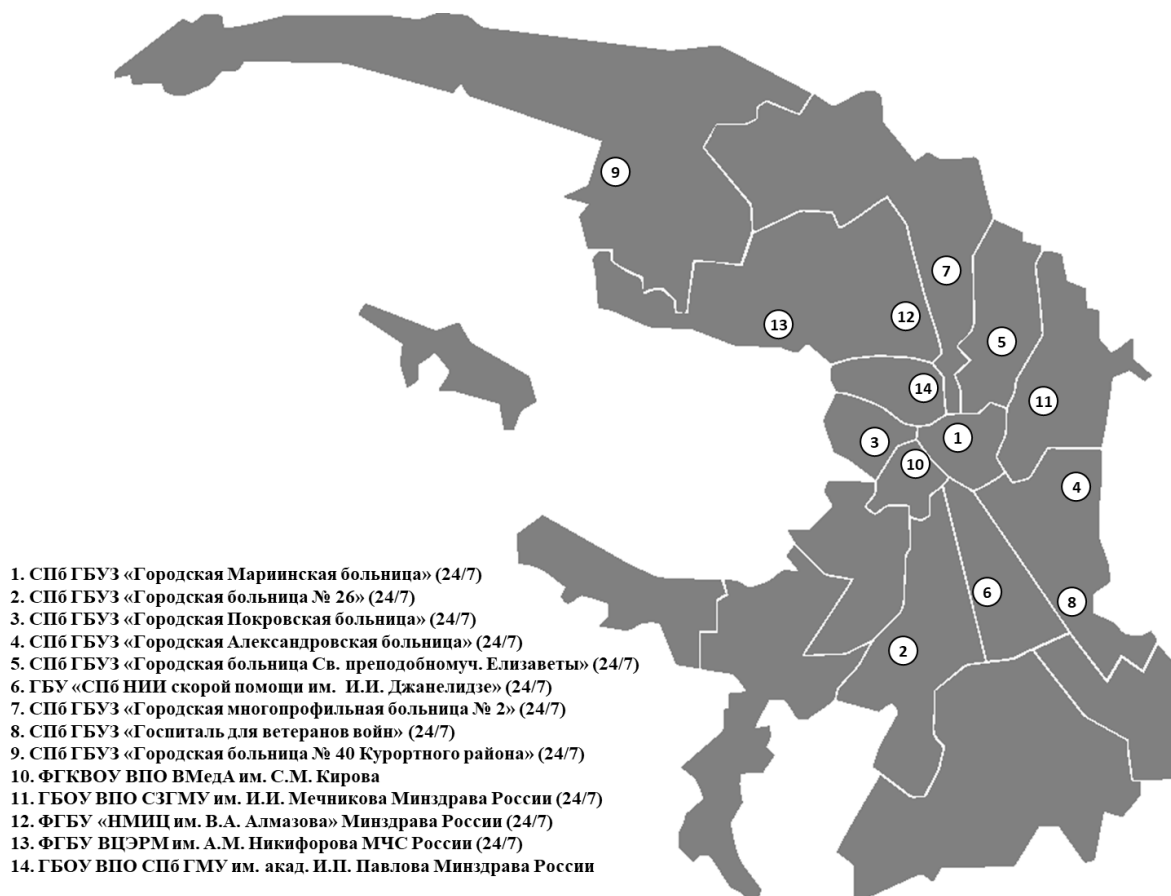 9
7
12
13
5
14
11
1
3
10
4
6
8
2
1. СПб ГБУЗ «Городская Мариинская больница» (24/7)
2. СПб ГБУЗ «Городская больница № 26» (24/7)
3. СПб ГБУЗ «Городская Покровская больница» (24/7)
4. СПб ГБУЗ «Городская Александровская больница» (24/7)
5. СПб ГБУЗ «Городская больница Св. преподобномуч. Елизаветы» (24/7)
6. ГБУ «СПб НИИ скорой помощи им. И.И. Джанелидзе» (24/7)
7. СПб ГБУЗ «Городская многопрофильная больница № 2» (24/7)
8. СПб ГБУЗ «Госпиталь для ветеранов войн» (24/7)
9. СПб ГБУЗ «Городская больница № 40 Курортного района» (24/7)
10. ФГКВОУ ВПО ВМедА им. С.М. Кирова
11. ГБОУ ВПО СЗГМУ им. И.И. Мечникова Минздрава России (24/7)
12. ФГБУ «НМИЦ им. В.А. Алмазова» Минздрава России (24/7)
13. ФГБУ ВЦЭРМ им. А.М. Никифорова МЧС России (24/7)
14. ГБОУ ВПО СПб ГМУ им. акад. И.П. Павлова Минздрава России